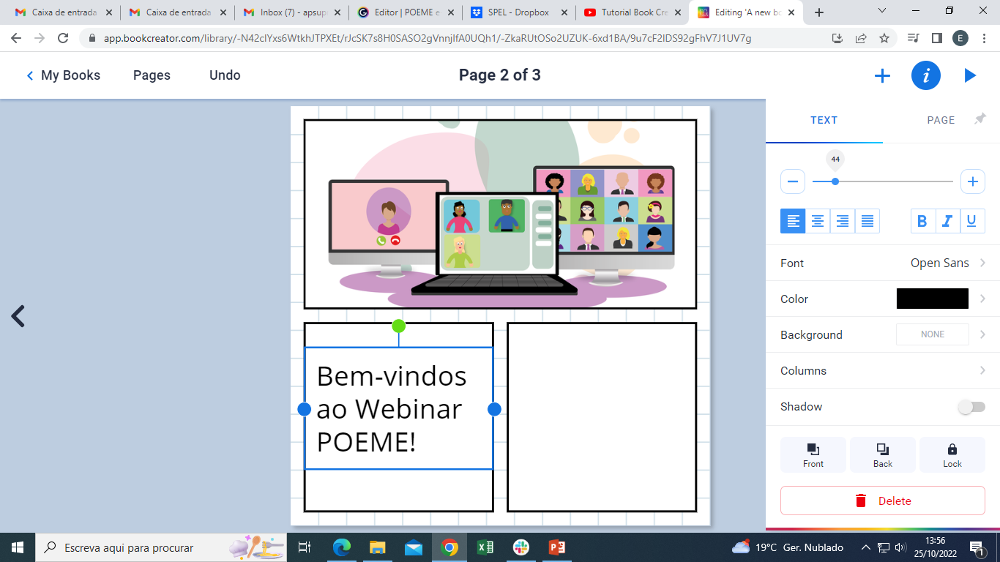 Caixa de entrada
Caixa de entrada
Inbox (7) - apsup
Editor | POEME e
SPEL - Dropbox
Tutorial Book Cre
Editing 'A new bo
app.bookcreator.com/library/-N42clYxs6WtkhJTPXEt/rJcSK7s8H0SASO2gVnnjIfA0UQh1/-ZkaRUtOSo2UZUK-6xd1BA/9u7cF2IDS92gFhV7J1UV7g
E
My Books
Pages
Undo
Page 2 of 3
i
TEXT
PAGE
44
B I U
Font
Open Sans
Color
Background
NONE
Columns
Shadow
Front
Back
Lock
Delete
Bem-vindos
ao Webinar
POEME!
Escreva aqui para procurar
19°C Ger. Nublado
13:56
25/10/2022
1